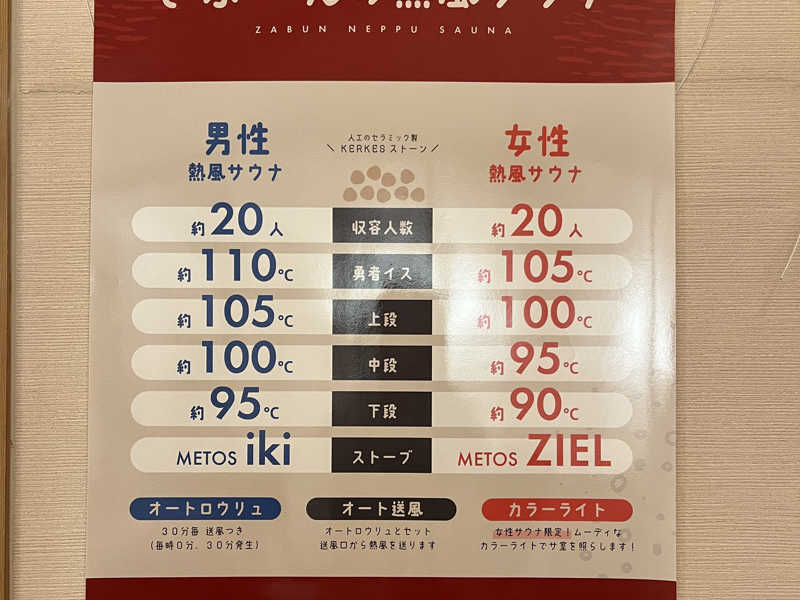 ZABUN NEPPU SAUNA
男性
熱風サウナ
人工のセラミック製
\ KERKESストーン /
女性
熱風サウナ
約20人 収容人数 約20人
約110℃ 勇者イス 約105℃
約105℃ 上段 約100℃
約100℃ 中段 約95℃
約95℃ 下段 約90℃
METOS iki ストーブ METOS ZIEL
オートロウリュ
30分毎 送風つき
(毎時0分、30分発生)
オート送風
オートロウリュとセット
送風口から熱風を送ります
カラーライト
女性サウナ限定!ムーディな
カラーライトでサ室を照らします!